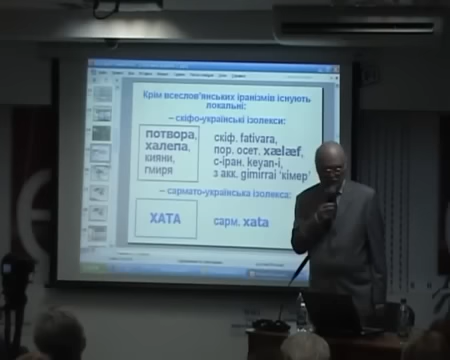 Крім всеслов'янських іранізмів існують
локальні:
– скіфо-українські ізолекси:
потвора,
халепа,
кияни,
гмиря
скіф. fativara,
пор. осет. xælæf,
с-іран. keyan-i,
з акк. gimirrai 'кімер'
– сармато-українська ізолекса:
ХАТА
сарм. xata